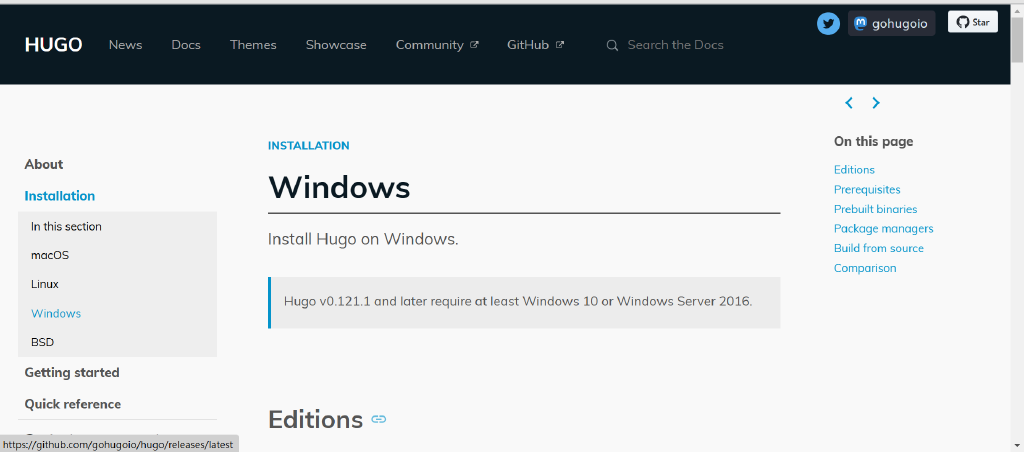 HUGO
News
Docs
Themes
Showcase
Community
GitHub
Search the Docs
gohugoio
Star
About
Installation
In this section
macOS
Linux
Windows
BSD
Getting started
Quick reference
INSTALLATION
Windows
Install Hugo on Windows.
Hugo v0.121.1 and later require at least Windows 10 or Windows Server 2016.
Editions
On this page
Editions
Prerequisites
Prebuilt binaries
Package managers
Build from source
Comparison
https://github.com/gohugoio/hugo/releases/latest